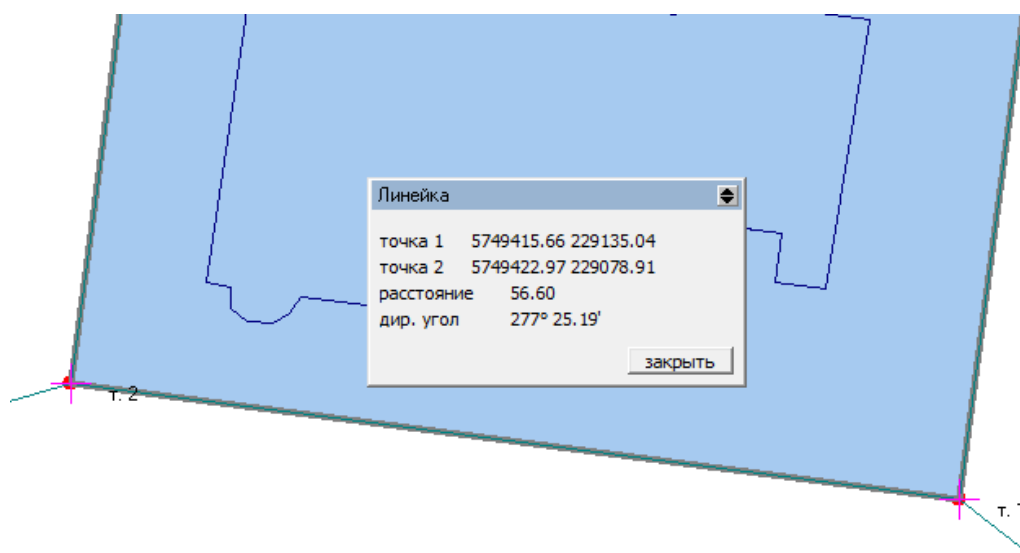 Линейка
точка 1 5749415.66 229135.04
точка 2 5749422.97 229078.91
расстояние 56.60
дир. угол 277° 25.19'
закрыть
т. 2
т.